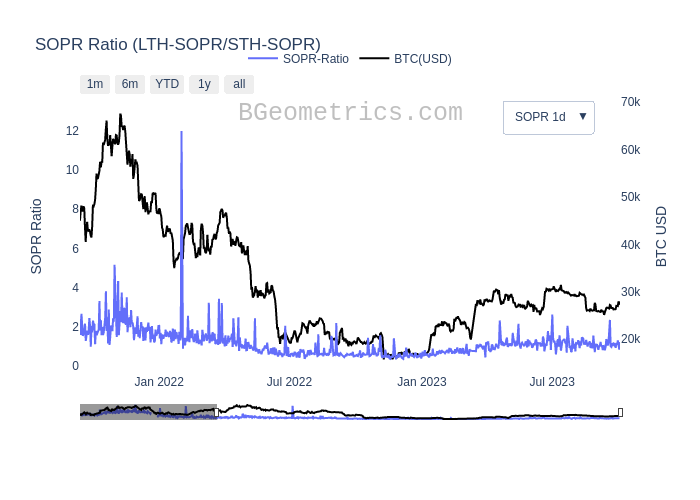 SOPR Ratio (LTH-SOPR/STH-SOPR)
SOPR-Ratio
BTC(USD)
1m 6m YTD 1y all
BGeometrics.com
SOPR 1d ▼
12
10
8
6
4
2
0
SOPR Ratio
70k
60k
50k
40k
30k
20k
BTC USD
Jan 2022
Jul 2022
Jan 2023
Jul 2023